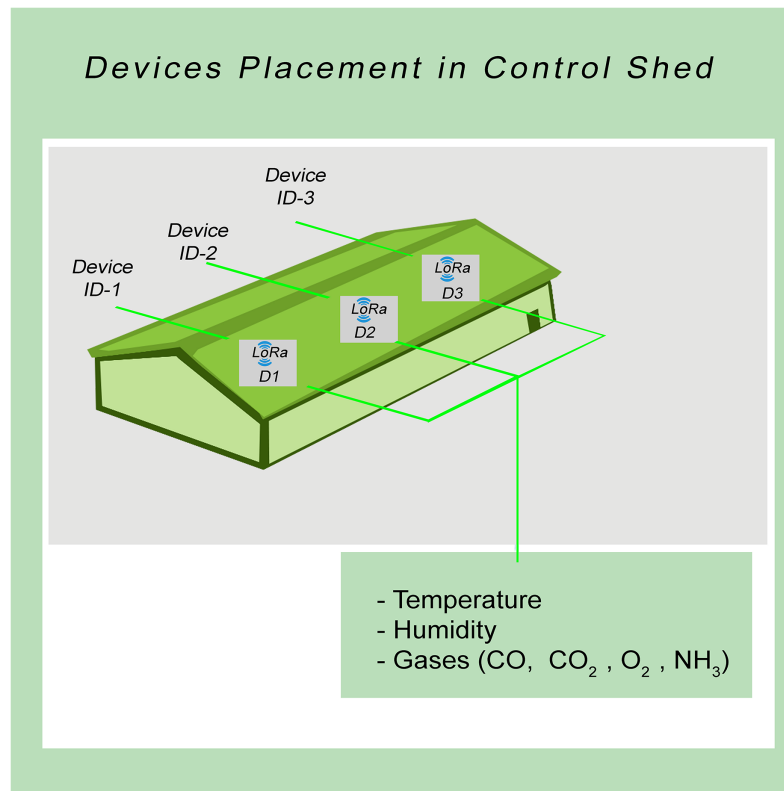 Devices Placement in Control Shed
Device
ID-3
Device
ID-2
Device
ID-1
LoRa
D3
LoRa
D2
LoRa
D1
- Temperature
- Humidity
- Gases (CO, CO₂ , O₂ , NH₃)